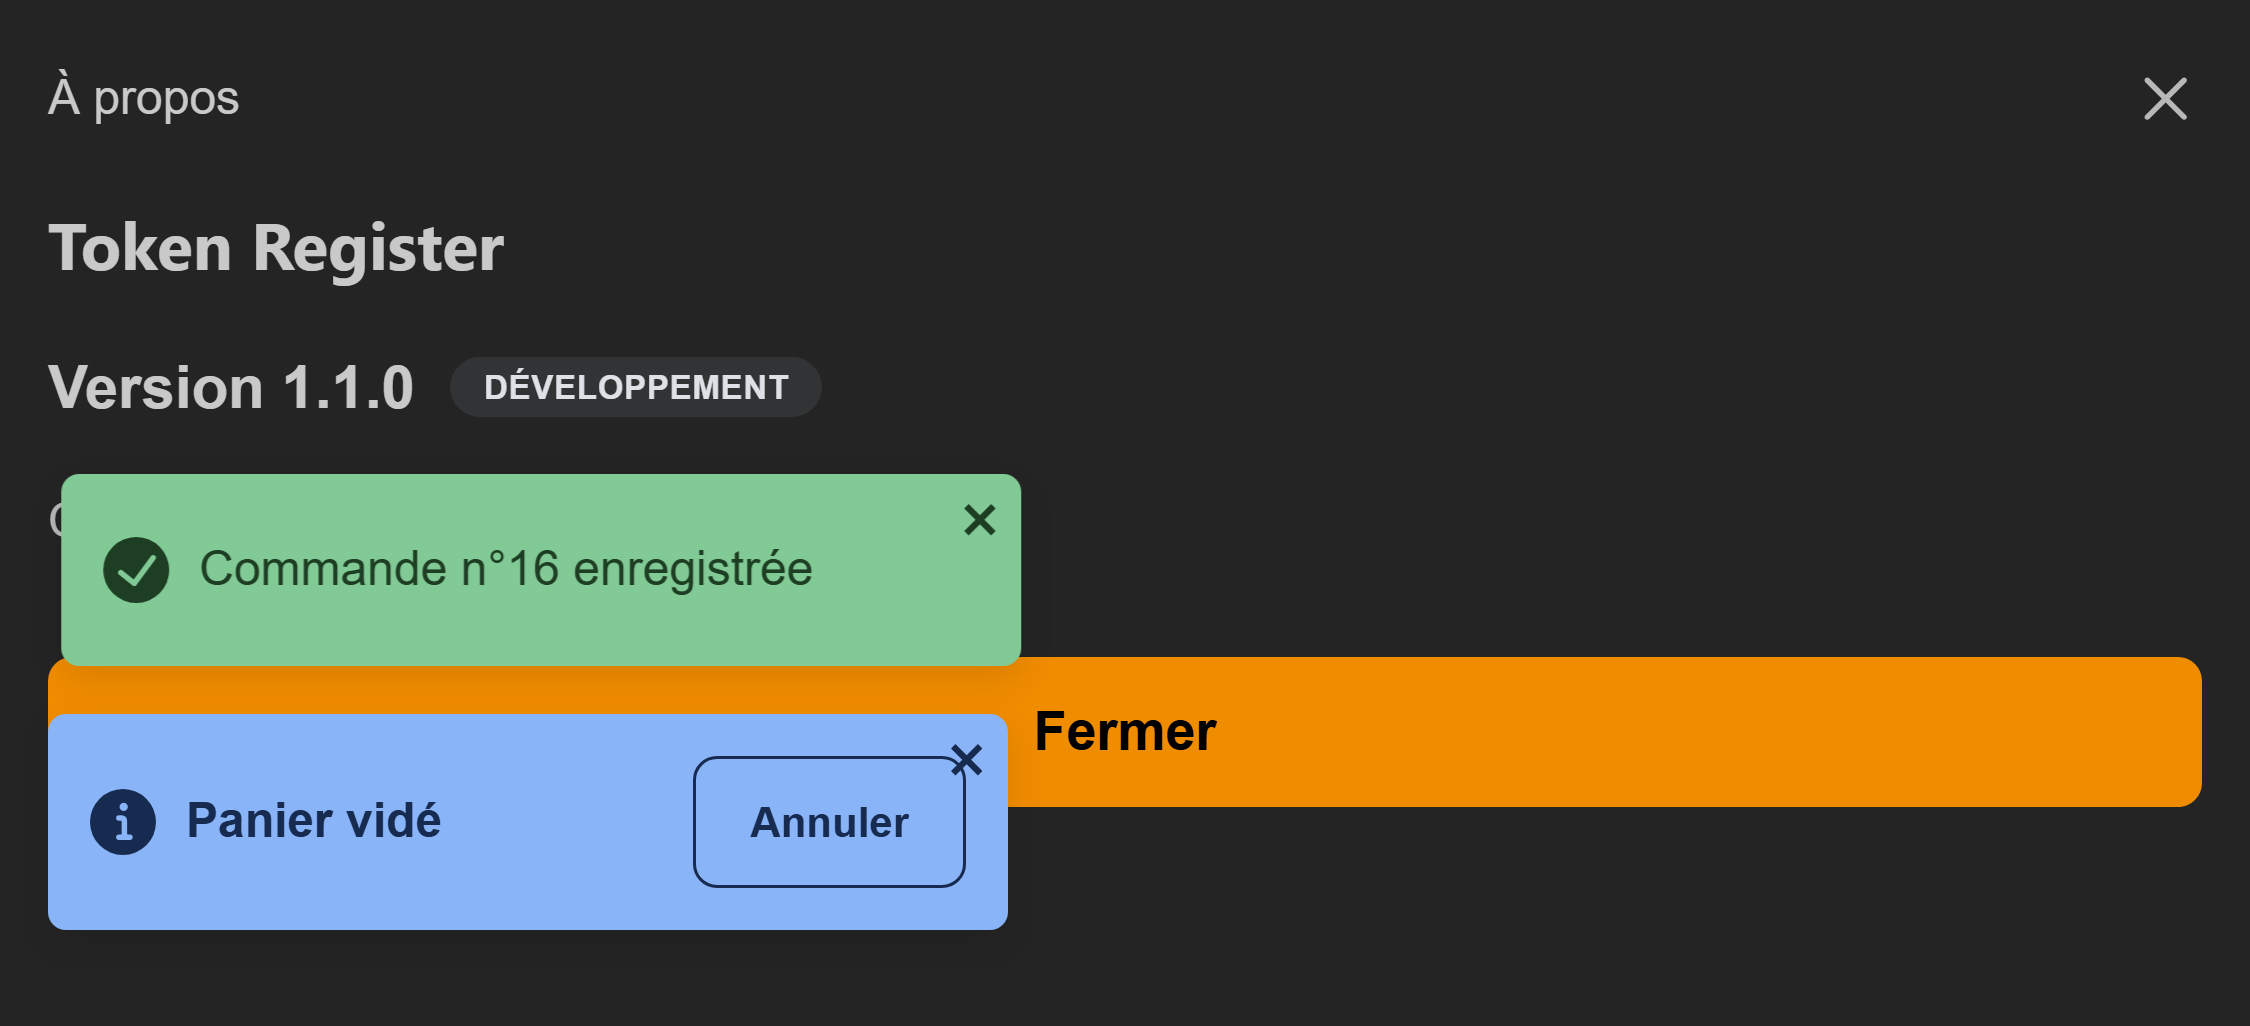 À propos
Token Register
Version 1.1.0 DÉVELOPPEMENT
Commande n°16 enregistrée
Fermer
Panier vidé
Annuler